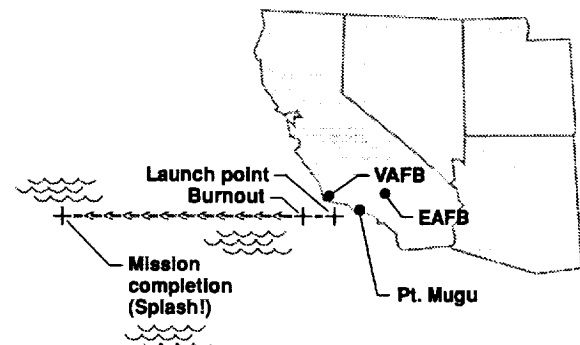 Launch point
VAFB
Burnout
EAFB
Mission
completion
(Splash!)
Pt. Mugu